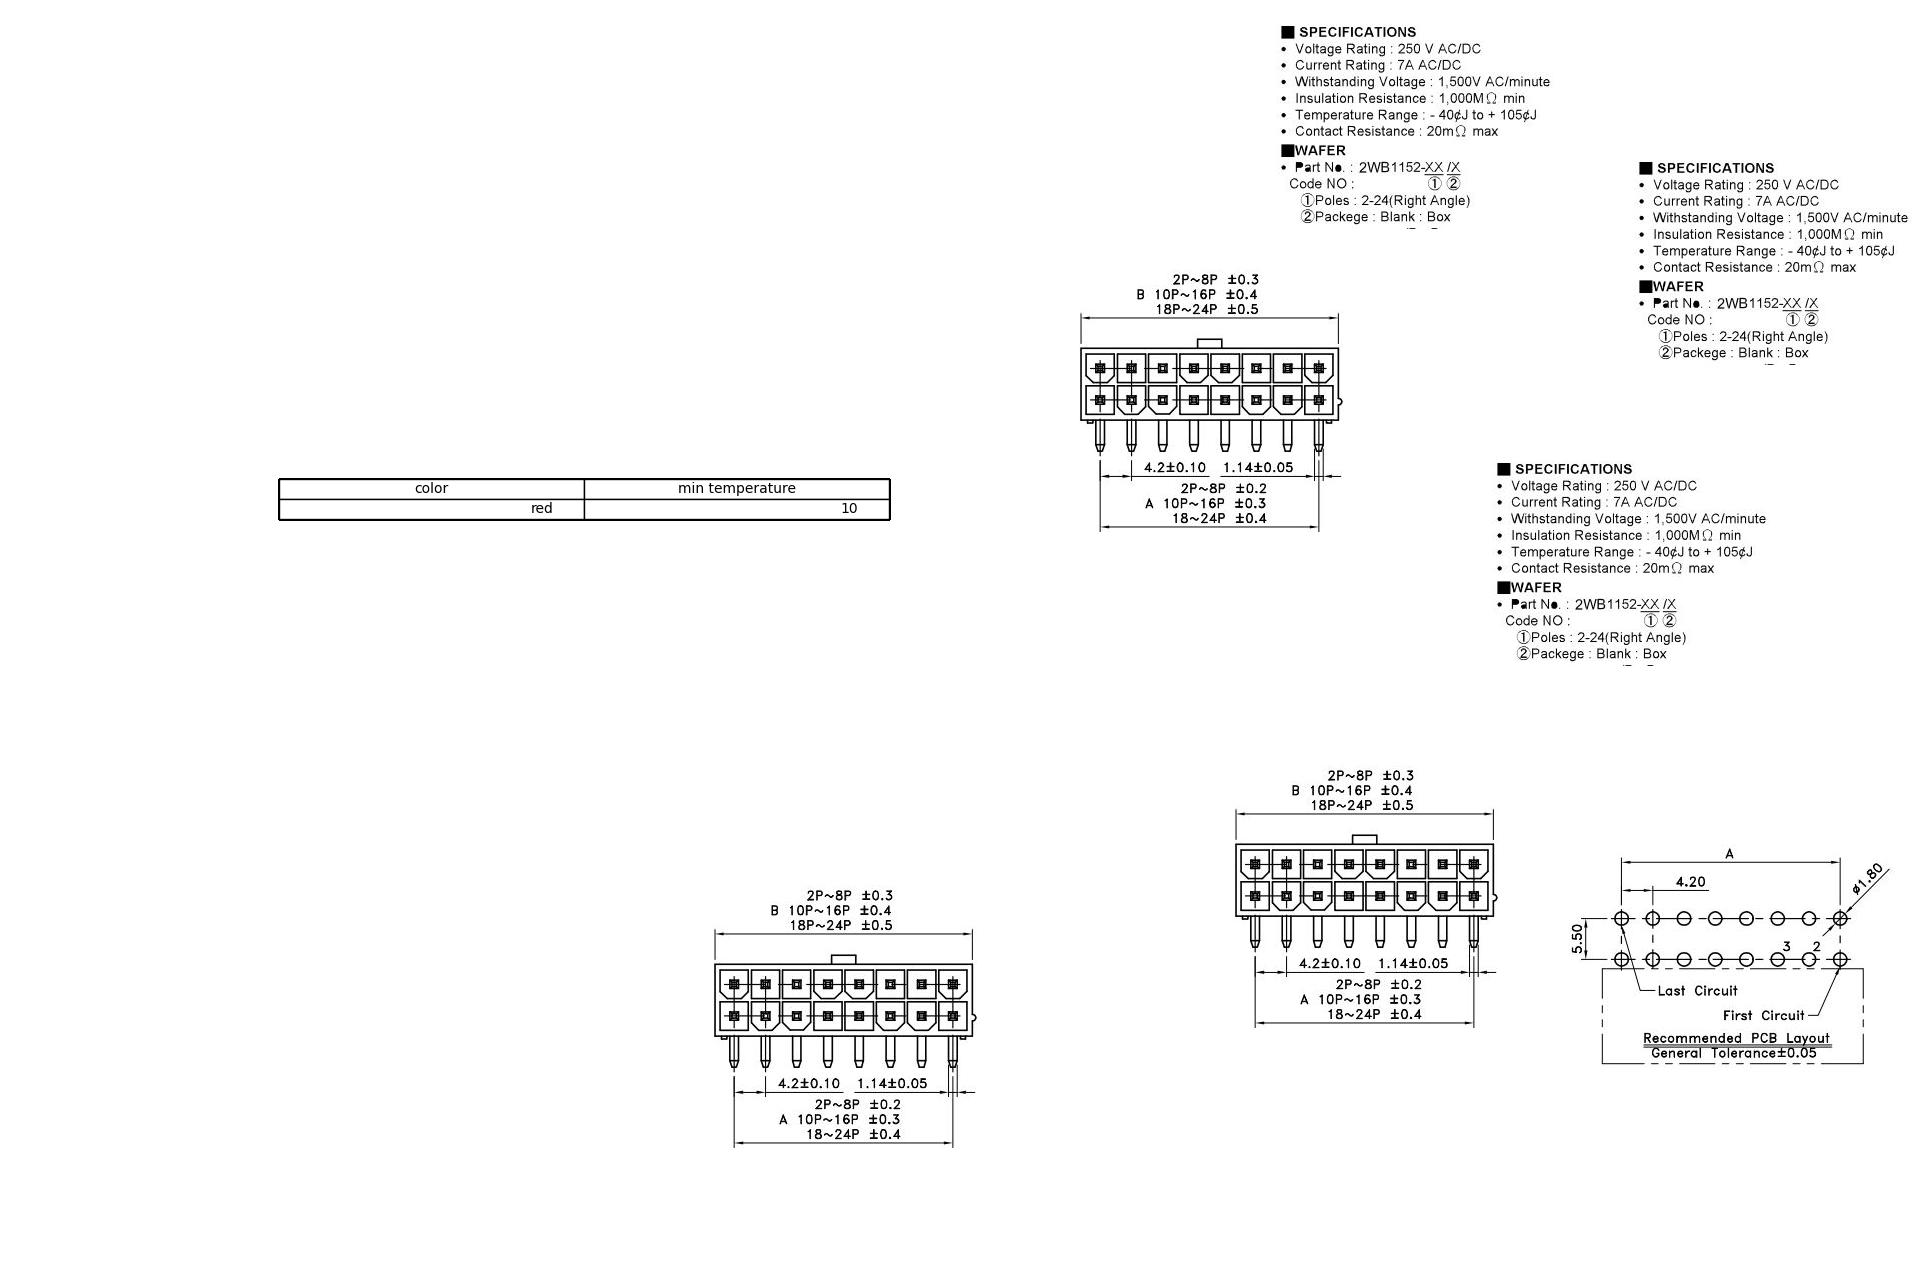 ■ SPECIFICATIONS
• Voltage Rating : 250 V AC/DC
• Current Rating : 7A AC/DC
• Withstanding Voltage : 1,500V AC/minute
• Insulation Resistance : 1,000MΩ min
• Temperature Range : - 40¢J to + 105¢J
• Contact Resistance : 20mΩ max
■WAFER
• Part No. : 2WB1152-XX /X
Code NO : ① ②
①Poles : 2-24(Right Angle)
②Packege : Blank : Box
■ SPECIFICATIONS
• Voltage Rating : 250 V AC/DC
• Current Rating : 7A AC/DC
• Withstanding Voltage : 1,500V AC/minute
• Insulation Resistance : 1,000MΩ min
• Temperature Range : - 40¢J to + 105¢J
• Contact Resistance : 20mΩ max
■WAFER
• Part No. : 2WB1152-XX /X
Code NO : ① ②
①Poles : 2-24(Right Angle)
②Packege : Blank : Box
2P~8P ±0.3
B 10P~16P ±0.4
18P~24P ±0.5
4.2±0.10 1.14±0.05
2P~8P ±0.2
A 10P~16P ±0.3
18~24P ±0.4
color min temperature
red 10
■ SPECIFICATIONS
• Voltage Rating : 250 V AC/DC
• Current Rating : 7A AC/DC
• Withstanding Voltage : 1,500V AC/minute
• Insulation Resistance : 1,000MΩ min
• Temperature Range : - 40¢J to + 105¢J
• Contact Resistance : 20mΩ max
■WAFER
• Part No. : 2WB1152-XX /X
Code NO : ① ②
①Poles : 2-24(Right Angle)
②Packege : Blank : Box
2P~8P ±0.3
B 10P~16P ±0.4
18P~24P ±0.5
4.2±0.10 1.14±0.05
2P~8P ±0.2
A 10P~16P ±0.3
18~24P ±0.4
A
4.20
ø1.80
5.50
3 2
Last Circuit
First Circuit
Recommended PCB Layout
General Tolerance±0.05
2P~8P ±0.3
B 10P~16P ±0.4
18P~24P ±0.5
4.2±0.10 1.14±0.05
2P~8P ±0.2
A 10P~16P ±0.3
18~24P ±0.4